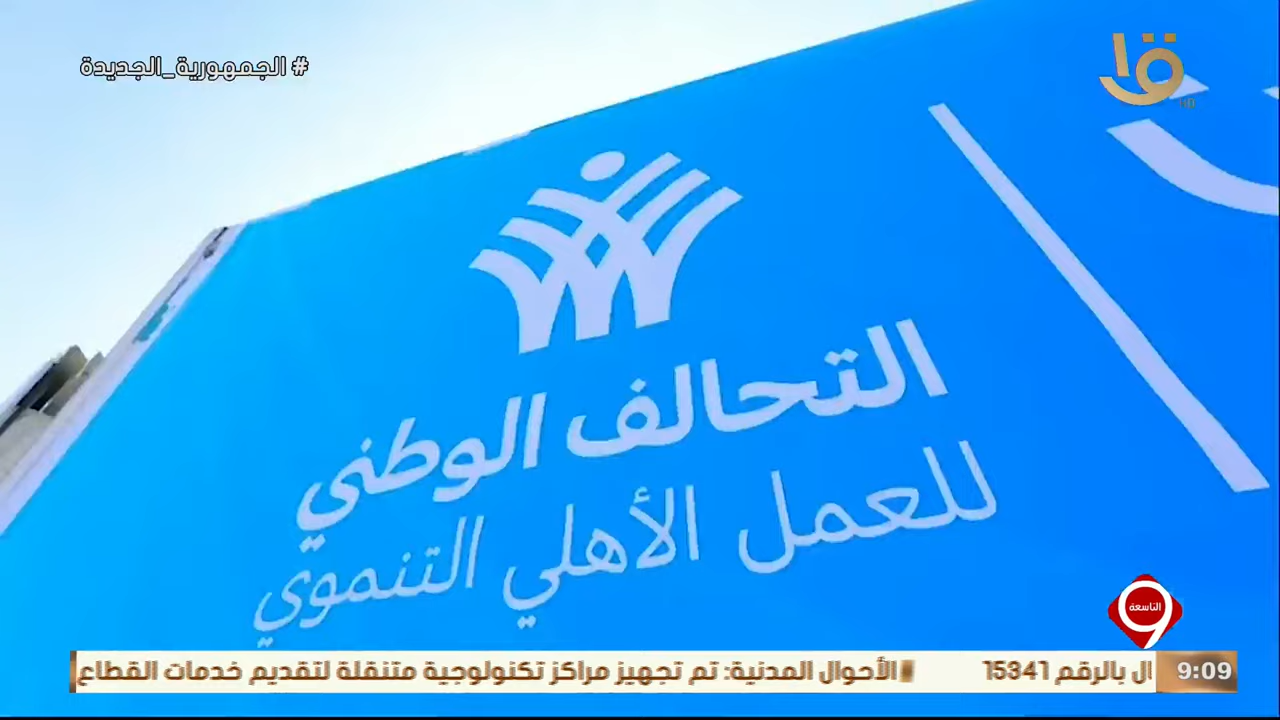 # الجمهورية_الجديدة
التحالف الوطني
للعمل الأهلي التنموي
التاسعة
9
9:09
ال بالرقم 15341 الأحوال المدنية: تم تجهيز مراكز تكنولوجية متنقلة لتقديم خدمات القطاع